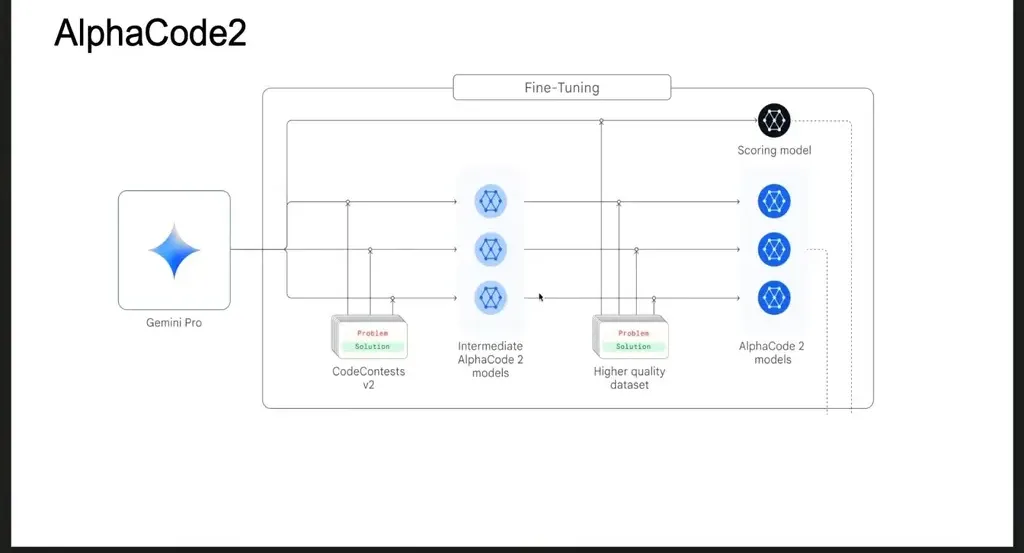 AlphaCode2
Fine-Tuning
Scoring model
Gemini Pro
Problem
Solution
CodeContests
v2
Intermediate
AlphaCode 2
models
Problem
Solution
Higher quality
dataset
AlphaCode 2
models